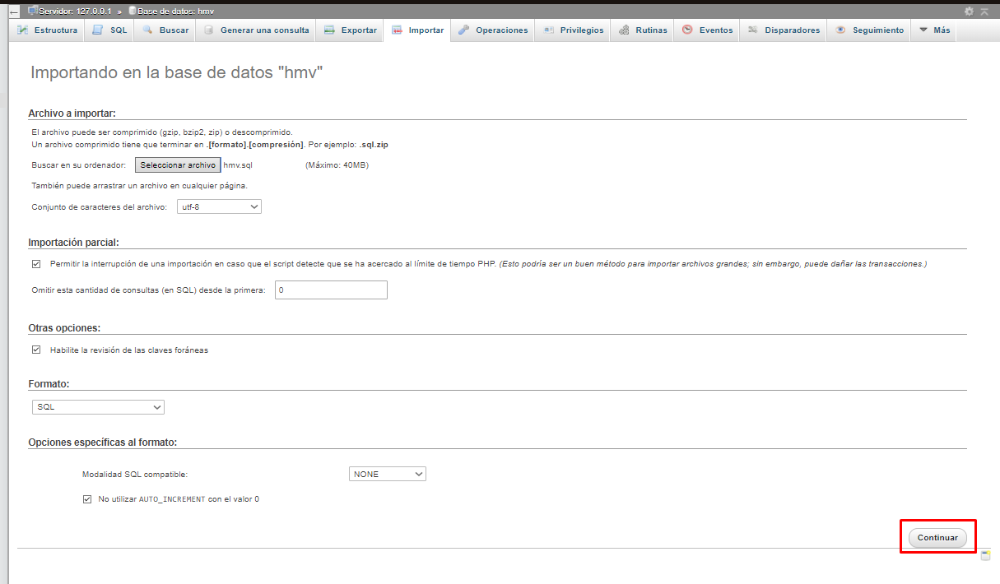 Servidor: 127.0.0.1 » Base de datos: hmv
Estructura SQL Buscar Generar una consulta Exportar Importar Operaciones Privilegios Rutinas Eventos Disparadores Seguimiento Más
Importando en la base de datos "hmv"
Archivo a importar:
El archivo puede ser comprimido (gzip, bzip2, zip) o descomprimido.
Un archivo comprimido tiene que terminar en .[formato].[compresión]. Por ejemplo: .sql.zip
Buscar en su ordenador: Seleccionar archivo hmv.sql (Máximo: 40MB)
También puede arrastrar un archivo en cualquier página.
Conjunto de caracteres del archivo: utf-8
Importación parcial:
Permitir la interrupción de una importación en caso que el script detecte que se ha acercado al límite de tiempo PHP. (Esto podría ser un buen método para importar archivos grandes; sin embargo, puede dañar las transacciones.)
Omitir esta cantidad de consultas (en SQL) desde la primera: 0
Otras opciones:
Habilite la revisión de las claves foráneas
Formato:
SQL
Opciones específicas al formato:
Modalidad SQL compatible: NONE
No utilizar AUTO_INCREMENT con el valor 0
Continuar